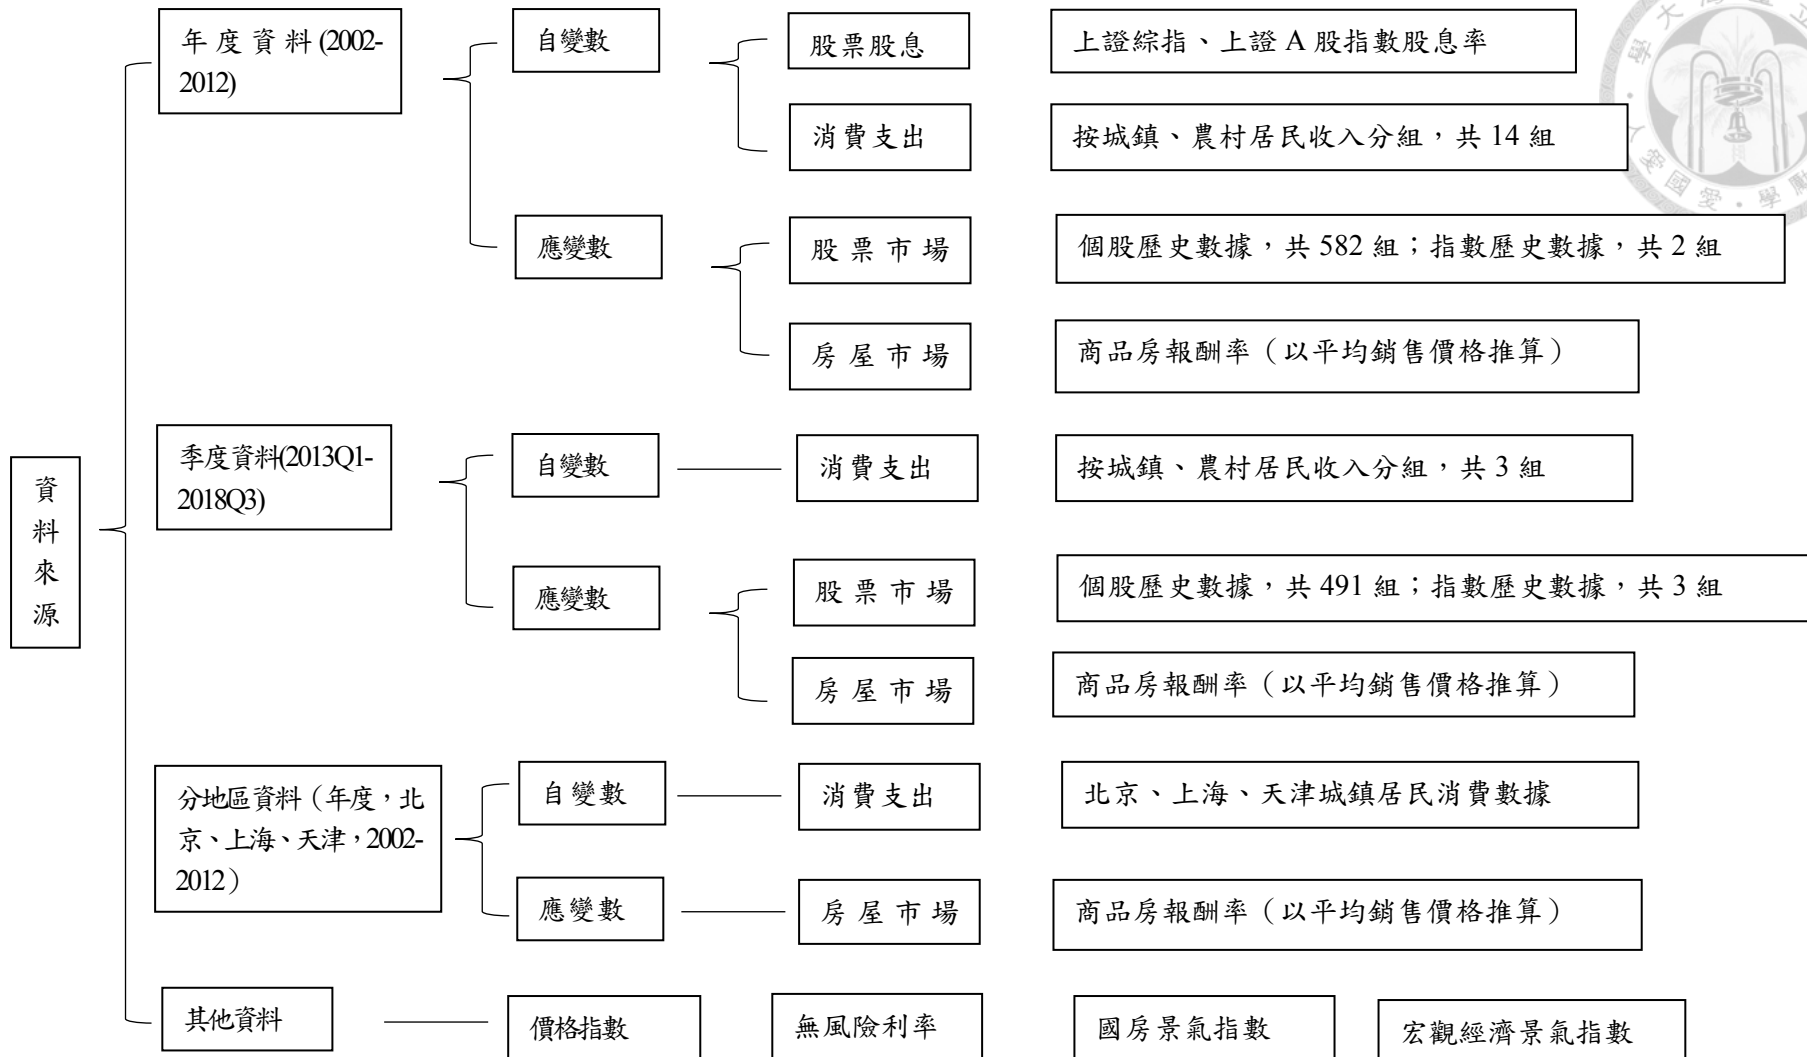 年度資料(2002-
2012)
自變數
股票股息
上證綜指、上證 A 股指數股息率
消費支出
按城鎮、農村居民收入分組，共 14 組
應變數
股票市場
個股歷史數據，共 582 組；指數歷史數據，共 2 組
房屋市場
商品房報酬率（以平均銷售價格推算）
資
料
來
源
季度資料(2013Q1-
2018Q3)
自變數
消費支出
按城鎮、農村居民收入分組，共 3 組
應變數
股票市場
個股歷史數據，共 491 組；指數歷史數據，共 3 組
房屋市場
商品房報酬率（以平均銷售價格推算）
分地區資料（年度，北
京、上海、天津，2002-
2012）
自變數
消費支出
北京、上海、天津城鎮居民消費數據
應變數
房屋市場
商品房報酬率（以平均銷售價格推算）
其他資料
價格指數
無風險利率
國房景氣指數
宏觀經濟景氣指數